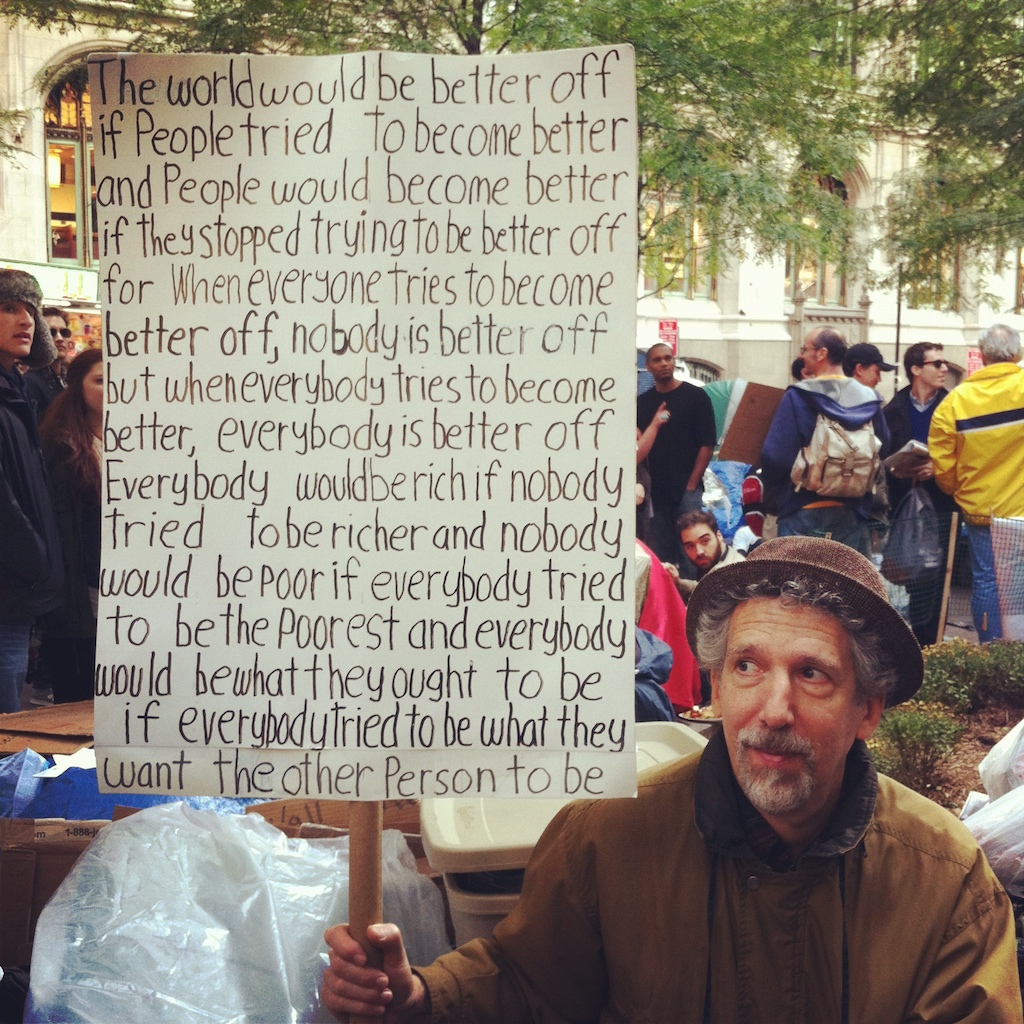 The world would be better off
if People tried to become better
and People would become better
if they stopped trying to be better off
for When everyone tries to become
better off, nobody is better off
but when everybody tries to become
better, everybody is better off
Everybody would be rich if nobody
tried to be richer and nobody
would be poor if everybody tried
to be the poorest and everybody
would be what they ought to be
if everybody tried to be what they
want the other Person to be
1-886-